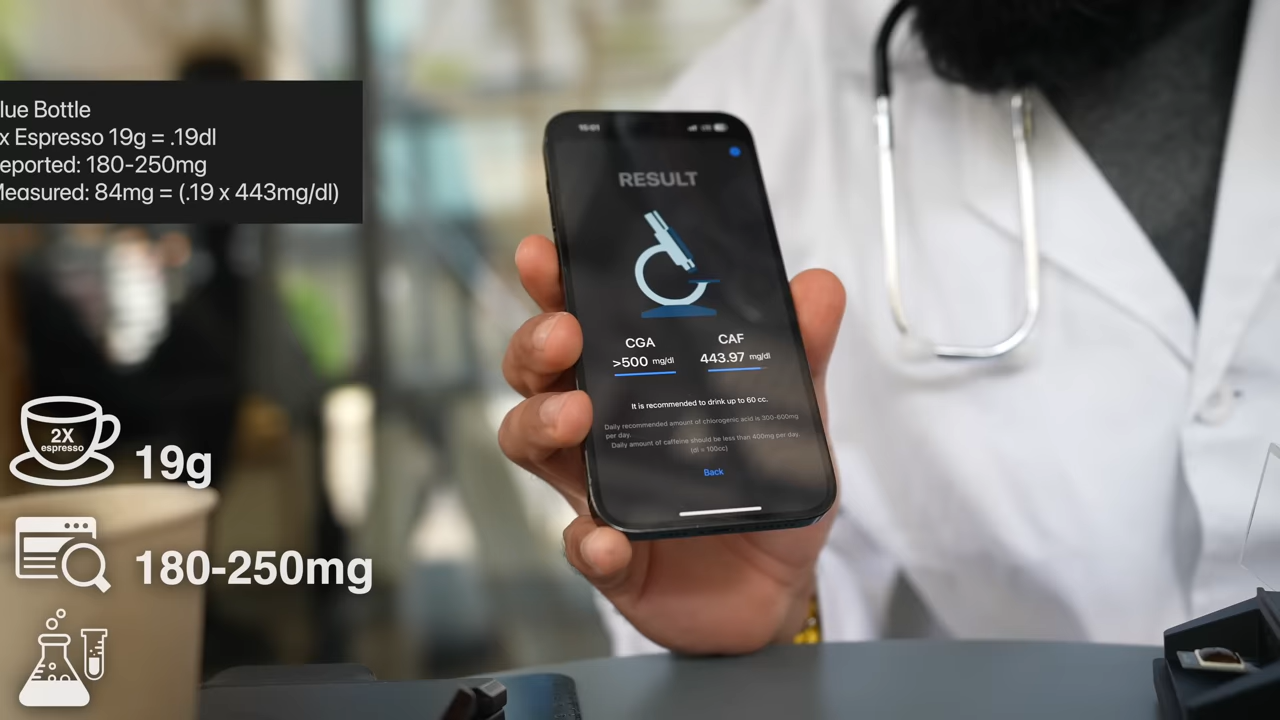 lue Bottle
x Espresso 19g = .19dl
eported: 180-250mg
easured: 84mg = (.19 x 443mg/dl)
15:01
RESULT
CGA
CAF
>500 mg/dl
443.97 mg/dl
It is recommended to drink up to 60 cc.
Daily recommended amount of chlorogenic acid is 300-600mg
per day.
Daily amount of caffeine should be less than 400mg per day.
(dl = 100cc)
Back
2X
espresso
19g
180-250mg